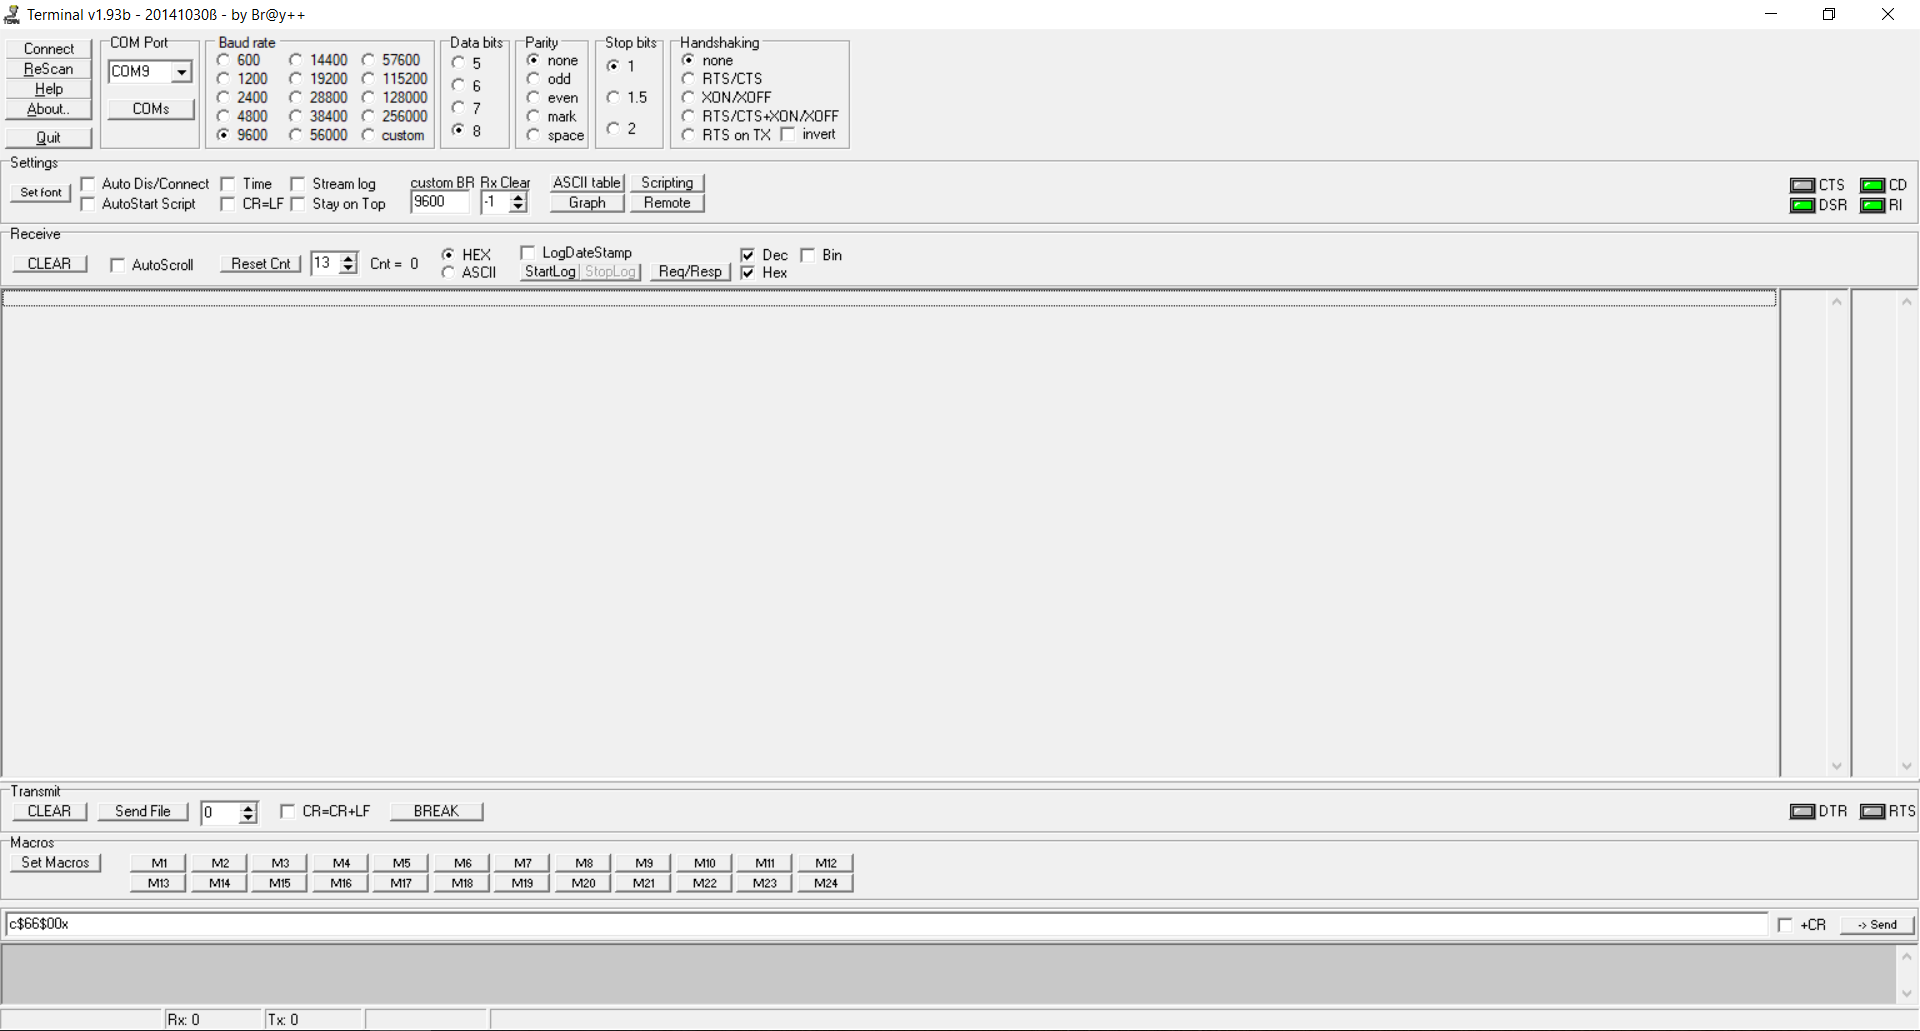 Terminal v1.93b - 20141030ß - by Br@y++
Connect
ReScan
Help
About..
Quit
COM Port
COM9
COMs
Baud rate
600 14400 57600
1200 19200 115200
2400 28800 128000
4800 38400 256000
9600 56000 custom
Data bits
5
6
7
8
Parity
none
odd
even
mark
space
Stop bits
1
1.5
2
Handshaking
none
RTS/CTS
XON/XOFF
RTS/CTS+XON/XOFF
RTS on TX invert
Settings
Set font
Auto Dis/Connect Time Stream log
AutoStart Script CR=LF Stay on Top
custom BR Rx Clear
9600 -1
ASCII table Scripting
Graph Remote
CTS CD
DSR RI
Receive
CLEAR AutoScroll Reset Cnt 13 Cnt = 0
HEX
ASCII
LogDateStamp
StartLog StopLog Req/Resp
Dec Bin
Hex
Transmit
CLEAR Send File 0 CR=CR+LF BREAK DTR RTS
Macros
Set Macros
M1 M2 M3 M4 M5 M6 M7 M8 M9 M10 M11 M12
M13 M14 M15 M16 M17 M18 M19 M20 M21 M22 M23 M24
c$66$00x +CR -> Send
Rx: 0 Tx: 0